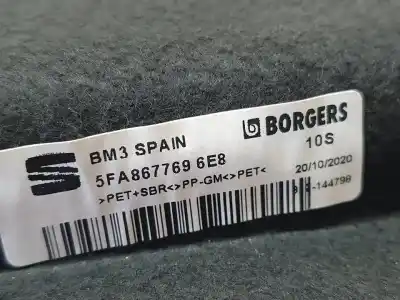 BM3 SPAIN
BORGERS
5FA867769 6E8
10S
>PET+SBR<>PP-GM<>PET<
20/10/2020
-144798